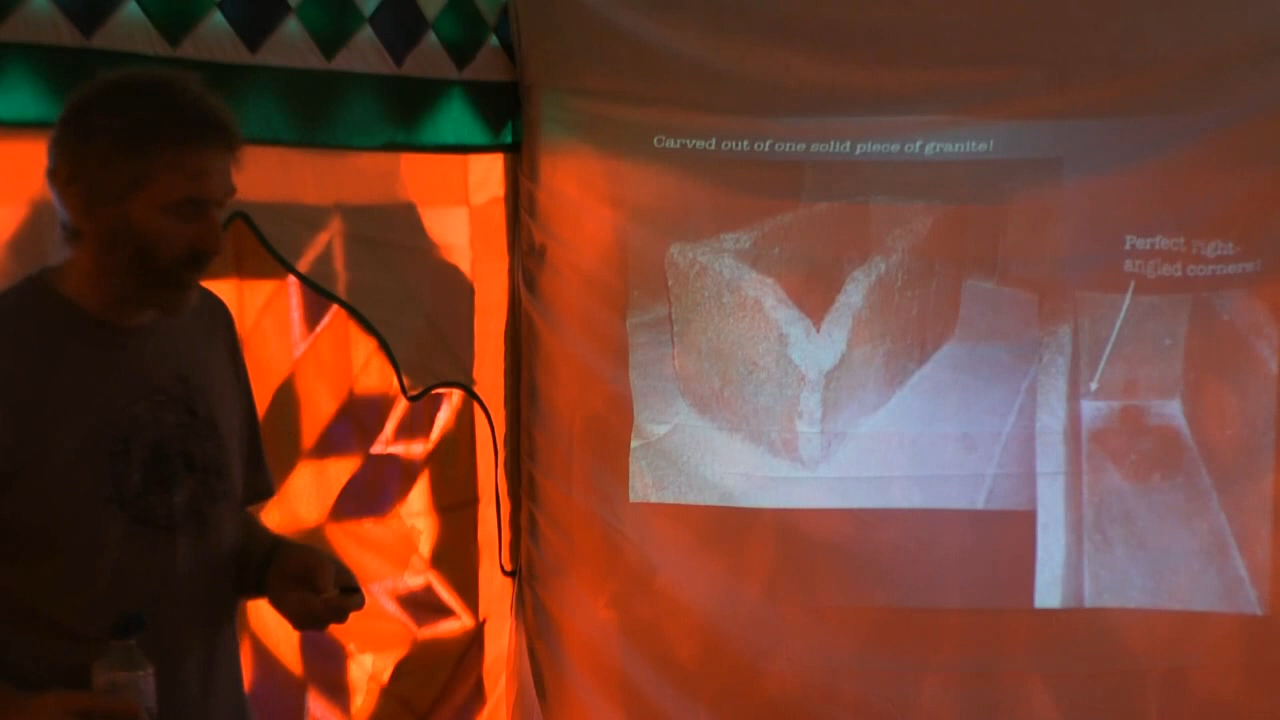 Carved out of one solid piece of granite!
Perfect right-
angled corners!